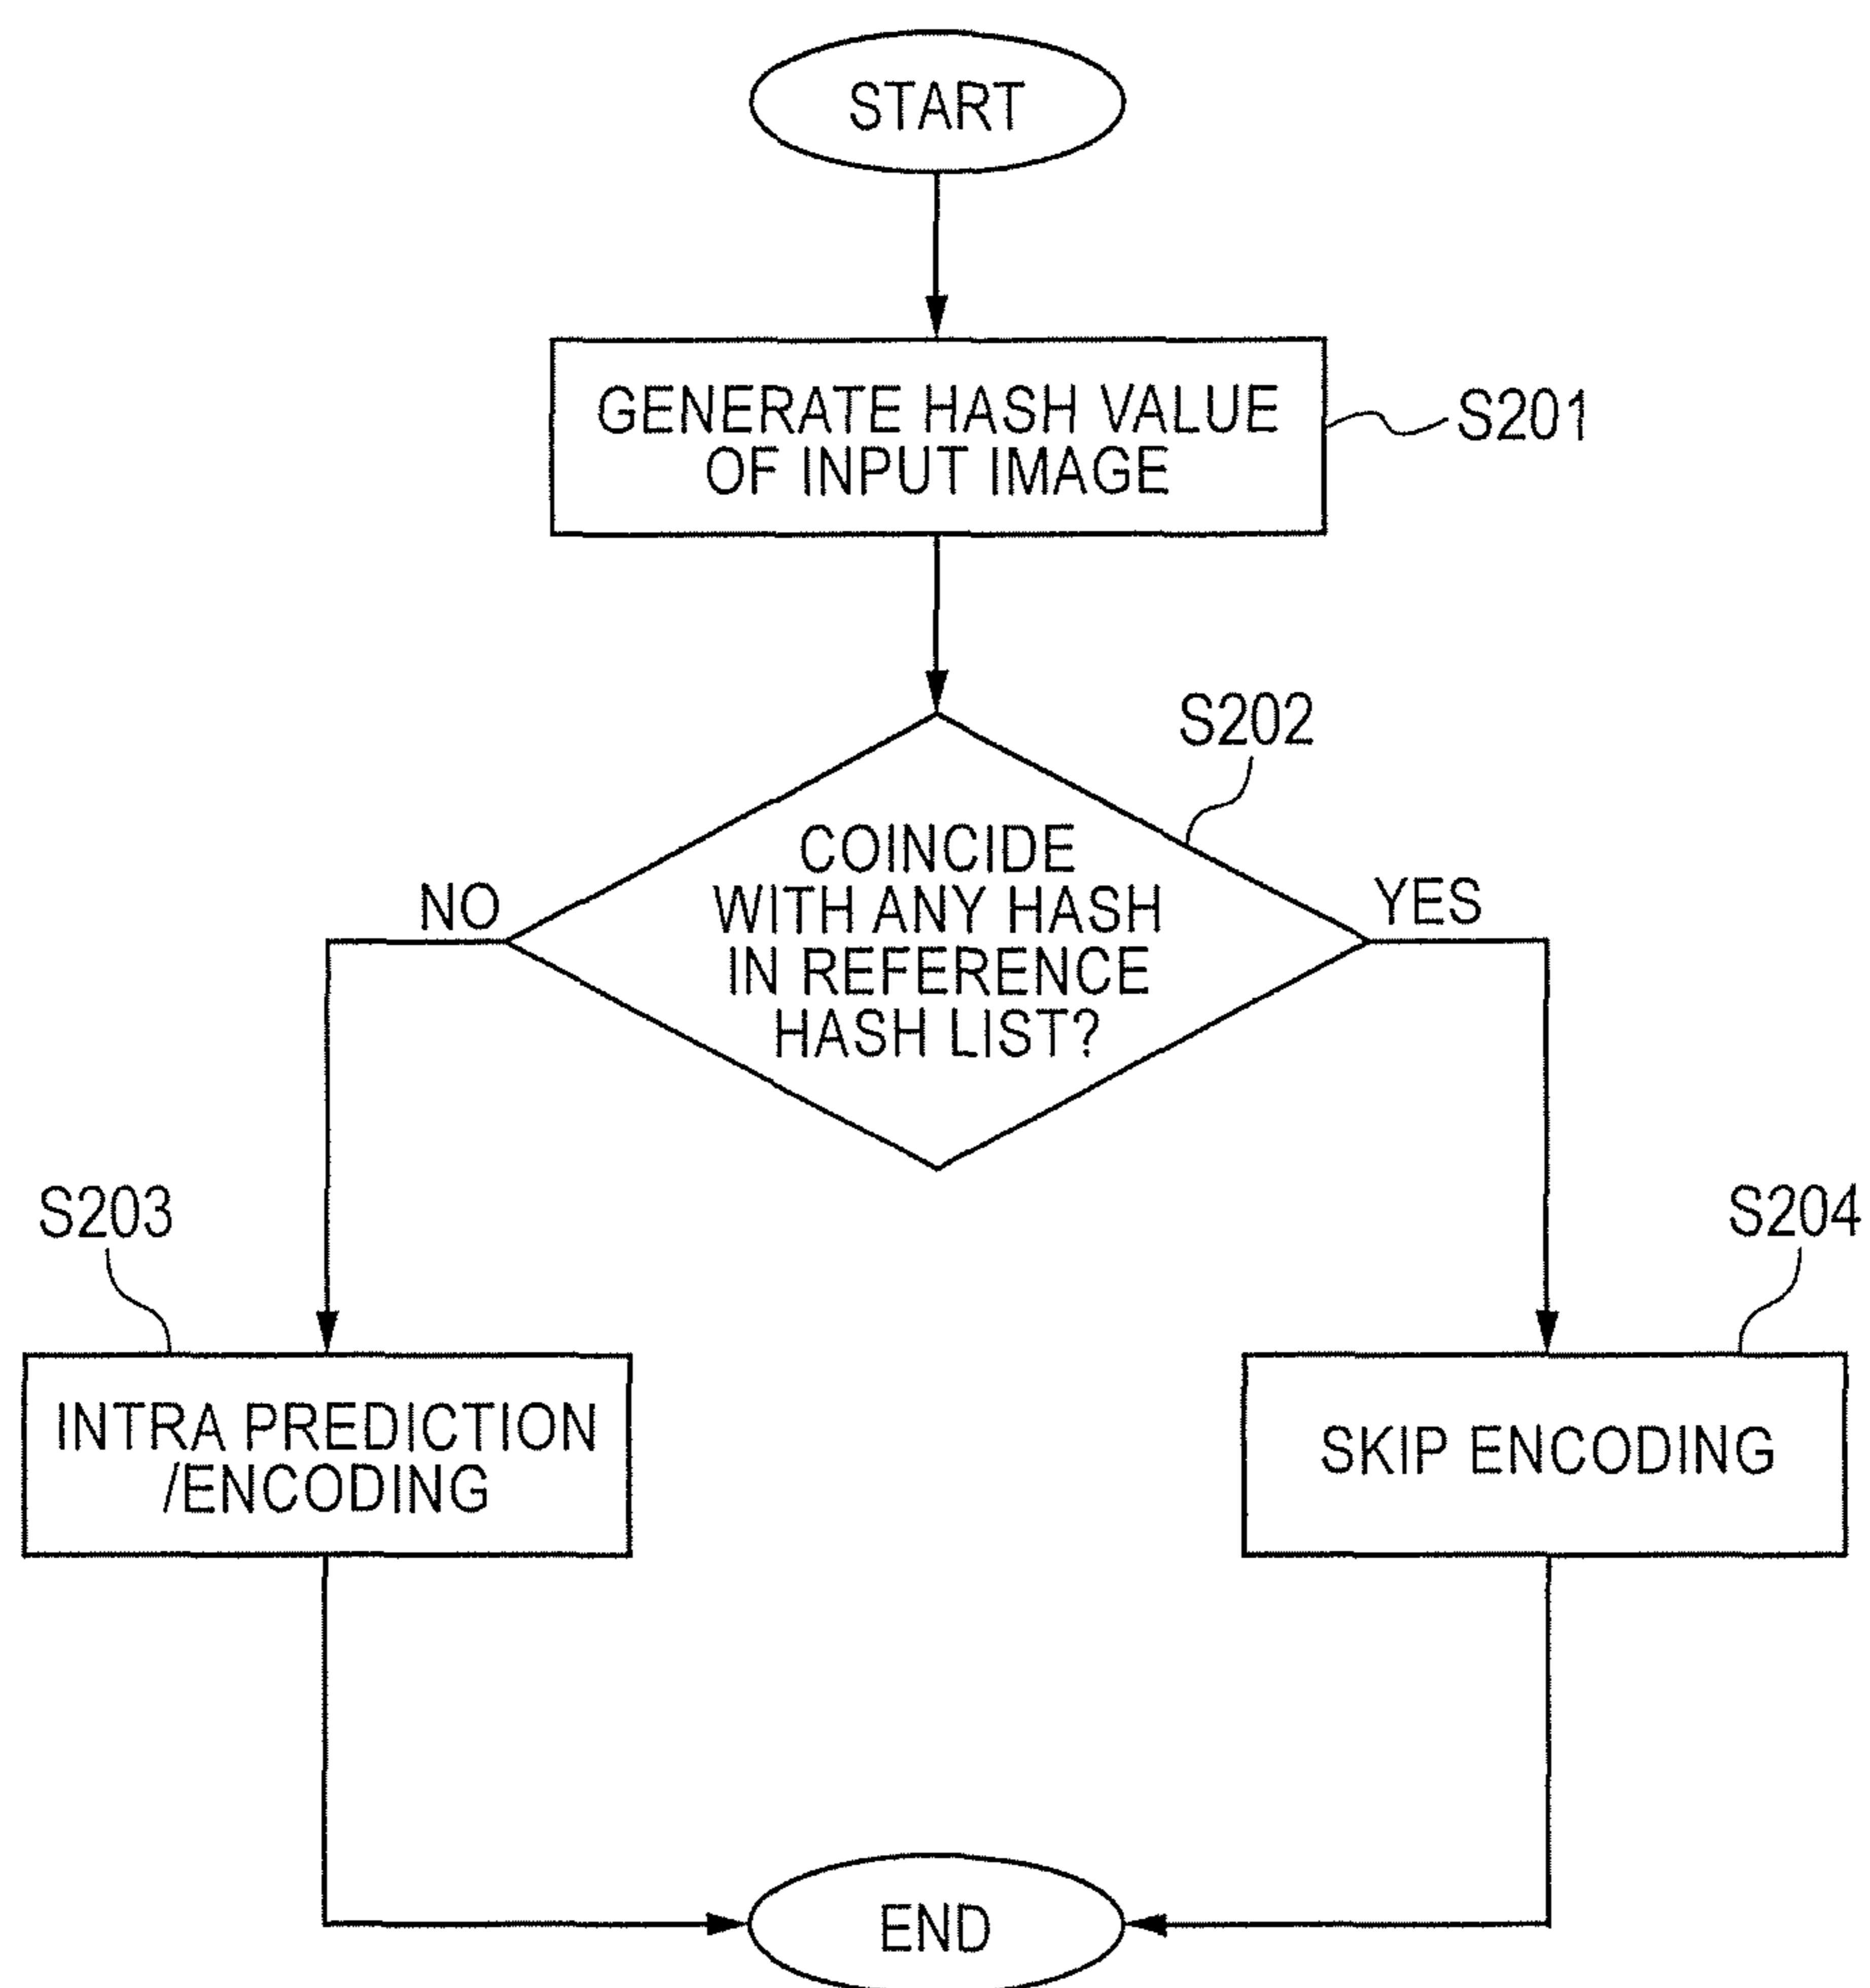 START
GENERATE HASH VALUE
OF INPUT IMAGE
S201
S202
COINCIDE
WITH ANY HASH
IN REFERENCE
HASH LIST?
NO
YES
S203
S204
INTRA PREDICTION
/ENCODING
SKIP ENCODING
END